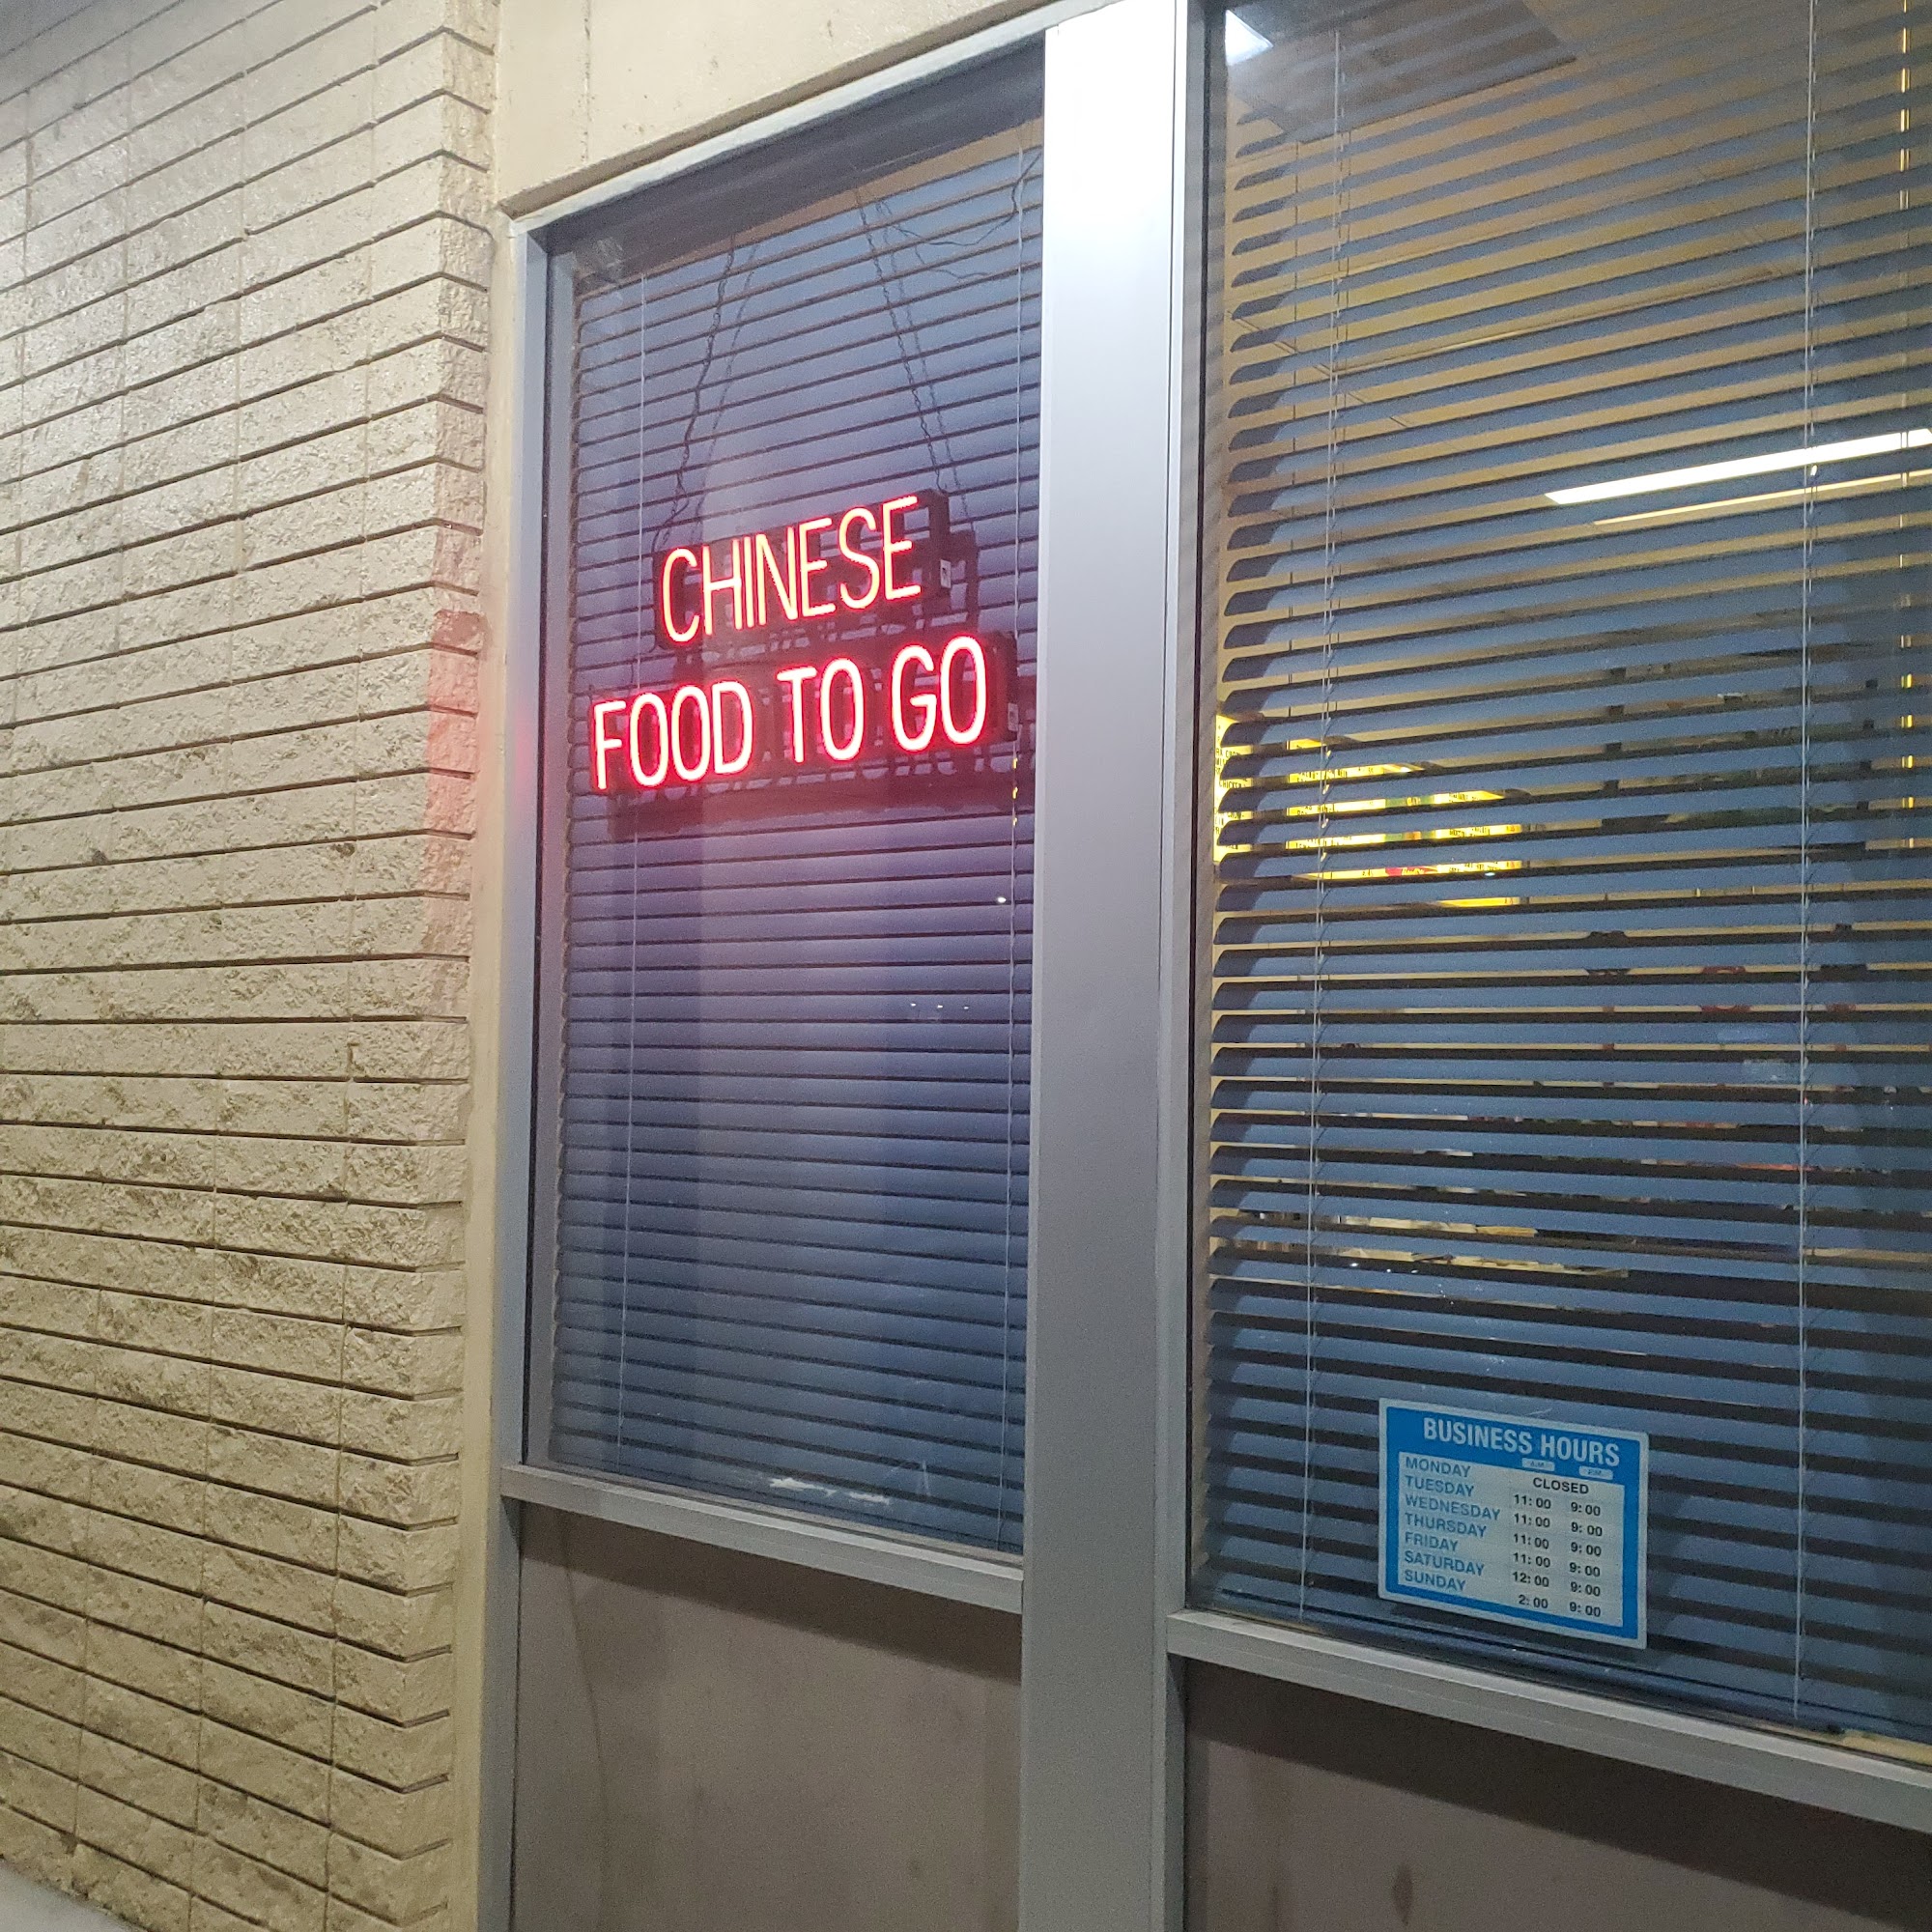 CHINESE
FOOD TO GO
BUSINESS HOURS
A.M. P.M.
MONDAY CLOSED
TUESDAY 11:00 9:00
WEDNESDAY 11:00 9:00
THURSDAY 11:00 9:00
FRIDAY 11:00 9:00
SATURDAY 12:00 9:00
SUNDAY 2:00 9:00